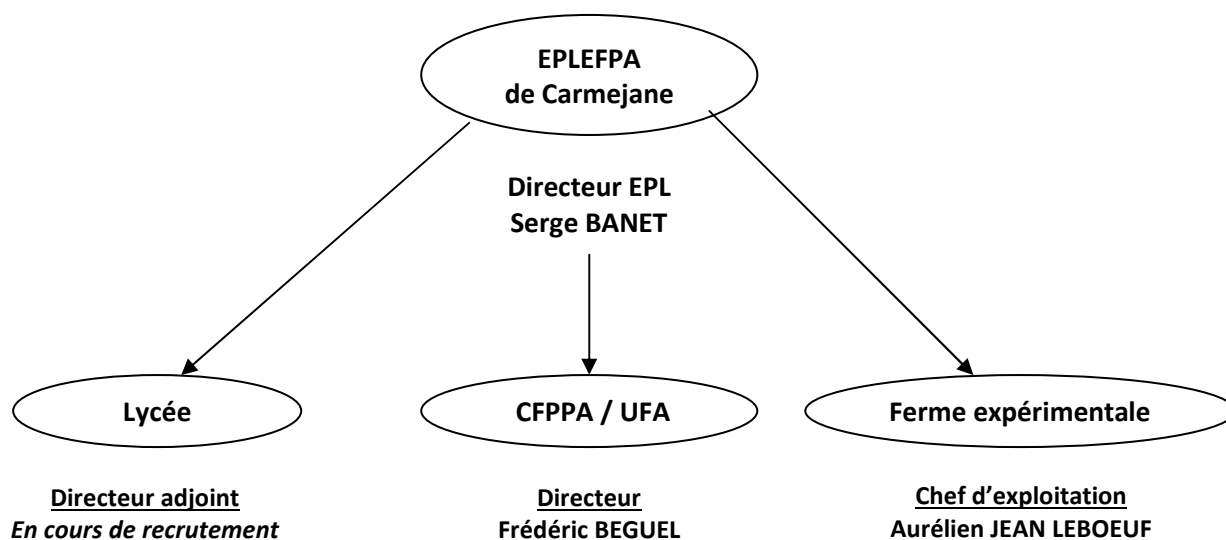 EPLEFPA
de Carmejane
Directeur EPL
Serge BANET
Lycée
CFPPA / UFA
Ferme expérimentale
Directeur adjoint
En cours de recrutement
Directeur
Frédéric BEGUEL
Chef d’exploitation
Aurélien JEAN LEBOEUF